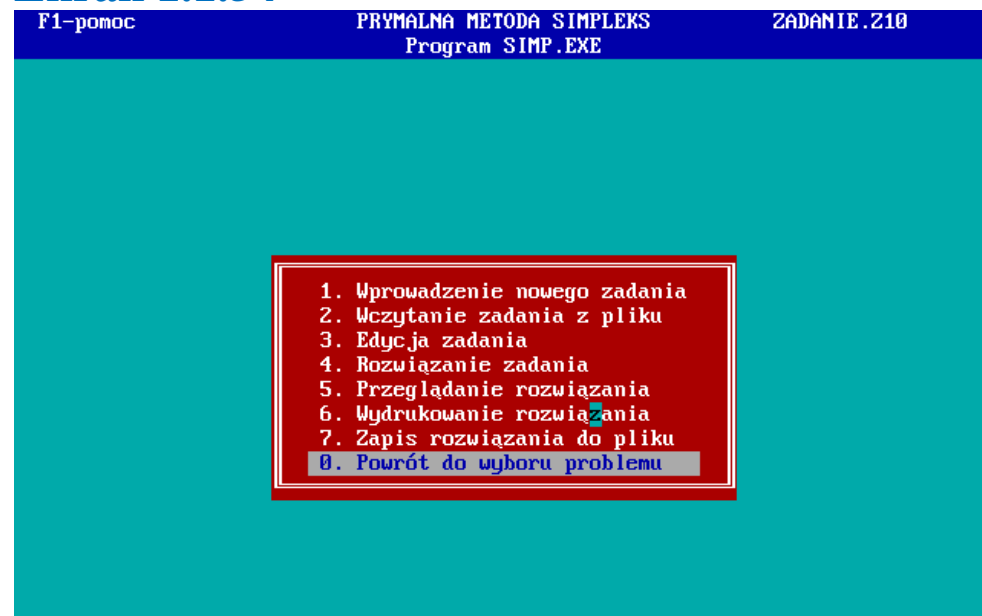 F1-pomoc PRYMALNA METODA SIMPLEKS ZADANIE.Z10
Program SIMP.EXE
1. Wprowadzenie nowego zadania
2. Wczytanie zadania z pliku
3. Edycja zadania
4. Rozwiązanie zadania
5. Przeglądanie rozwiązania
6. Wydrukowanie rozwiązania
7. Zapis rozwiązania do pliku
0. Powrót do wyboru problemu